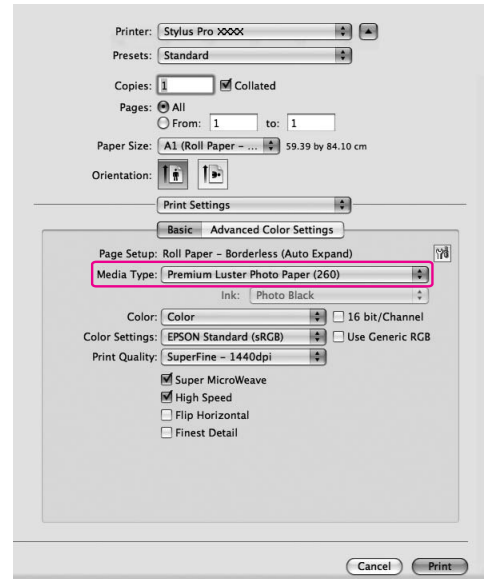 Printer: Stylus Pro XXXX
Presets: Standard
Copies: 1 Collated
Pages: All
From: 1 to: 1
Paper Size: A1 (Roll Paper – ... 59.39 by 84.10 cm
Orientation:
Print Settings
Basic Advanced Color Settings
Page Setup: Roll Paper – Borderless (Auto Expand)
Media Type: Premium Luster Photo Paper (260)
Ink: Photo Black
Color: Color 16 bit/Channel
Color Settings: EPSON Standard (sRGB) Use Generic RGB
Print Quality: SuperFine – 1440dpi
Super MicroWeave
High Speed
Flip Horizontal
Finest Detail
Cancel Print